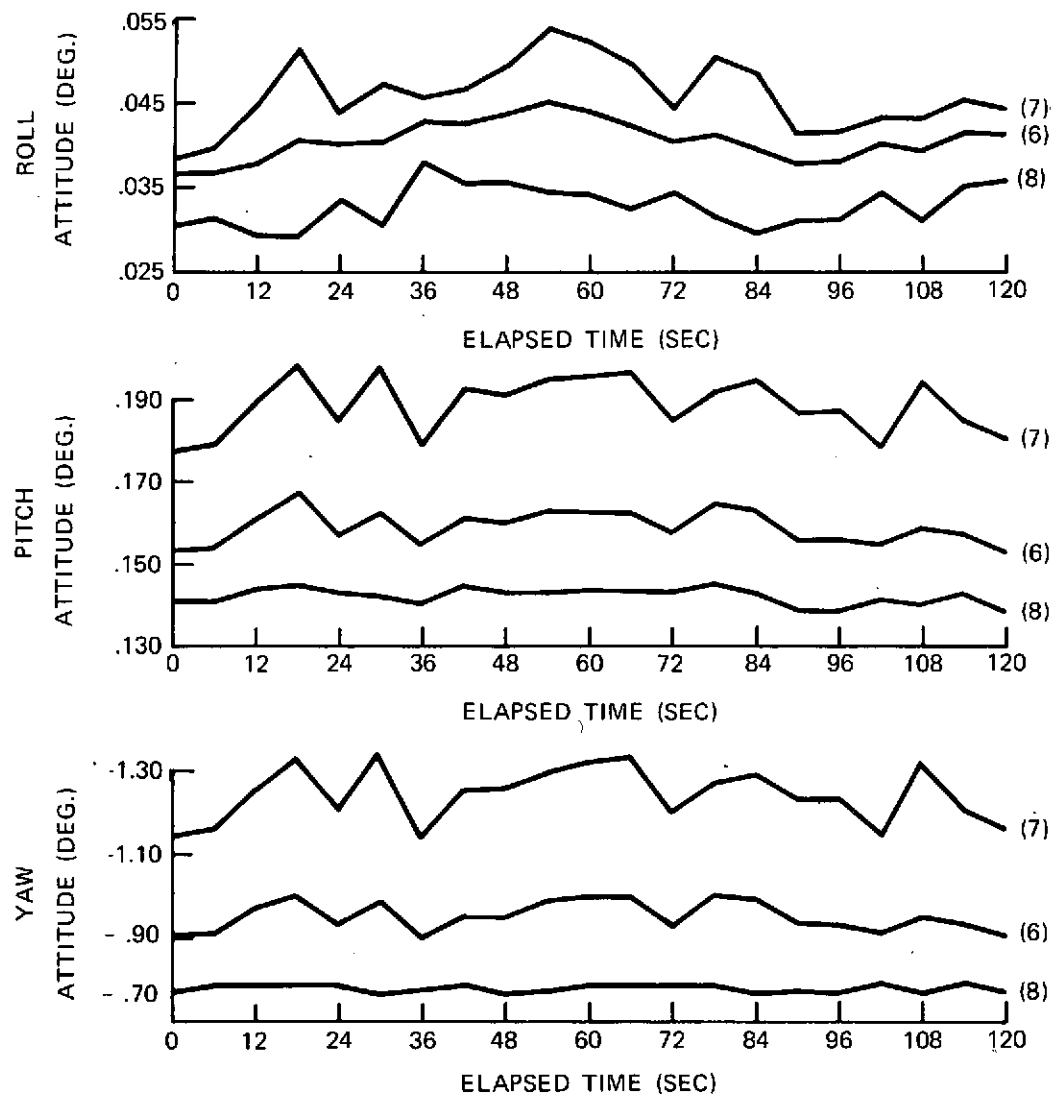 ROLL
ATTITUDE (DEG.)
.055
.045
.035
.025
(7)
(6)
(8)
0 12 24 36 48 60 72 84 96 108 120
ELAPSED TIME (SEC)
PITCH
ATTITUDE (DEG.)
.190
.170
.150
.130
(7)
(6)
(8)
0 12 24 36 48 60 72 84 96 108 120
ELAPSED TIME (SEC)
YAW
ATTITUDE (DEG.)
-1.30
-1.10
- .90
- .70
(7)
(6)
(8)
0 12 24 36 48 60 72 84 96 108 120
ELAPSED TIME (SEC)